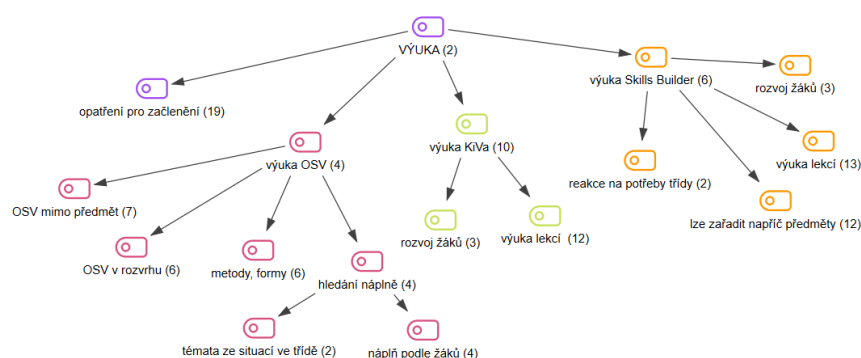 VÝUKA (2)
výuka Skills Builder (6)
rozvoj žáků (3)
opatření pro začlenění (19)
výuka OSV (4)
výuka KiVa (10)
výuka lekcí (13)
reakce na potřeby třídy (2)
OSV mimo předmět (7)
lze zařadit napříč předměty (12)
rozvoj žáků (3)
výuka lekcí (12)
OSV v rozvrhu (6)
metody, formy (6)
hledání náplně (4)
témata ze situací ve třídě (2)
náplň podle žáků (4)